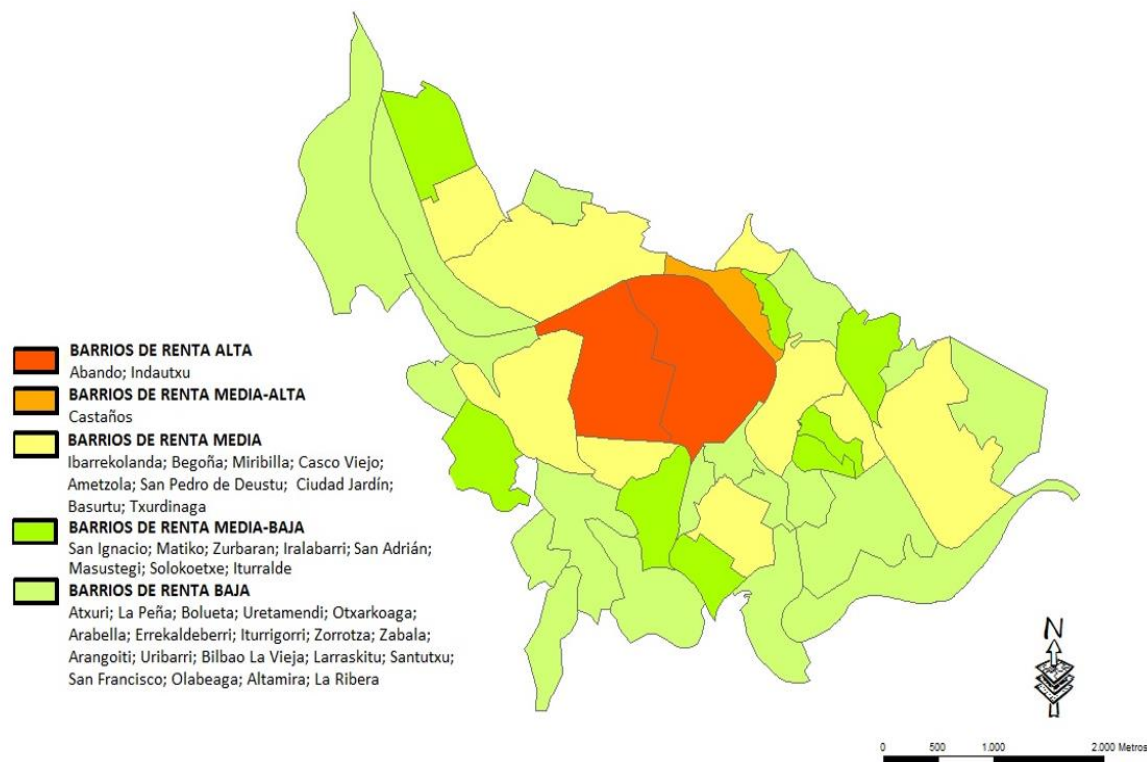 BARRIOS DE RENTA ALTA
Abando; Indautxu
BARRIOS DE RENTA MEDIA-ALTA
Castaños
BARRIOS DE RENTA MEDIA
Ibarrekolanda; Begoña; Miribilla; Casco Viejo;
Ametzola; San Pedro de Deustu; Ciudad Jardín;
Basurtu; Txurdinaga
BARRIOS DE RENTA MEDIA-BAJA
San Ignacio; Matiko; Zurbaran; Iralabarri; San Adrián;
Masustegi; Solokoetxe; Iturralde
BARRIOS DE RENTA BAJA
Atxuri; La Peña; Bolueta; Uretamendi; Otxarkoaga;
Arabella; Errekaldeberri; Iturrigorri; Zorrotza; Zabala;
Arangoiti; Uribarri; Bilbao La Vieja; Larraskitu; Santutxu;
San Francisco; Olabeaga; Altamira; La Ribera
N
0 500 1.000 2.000 Metros